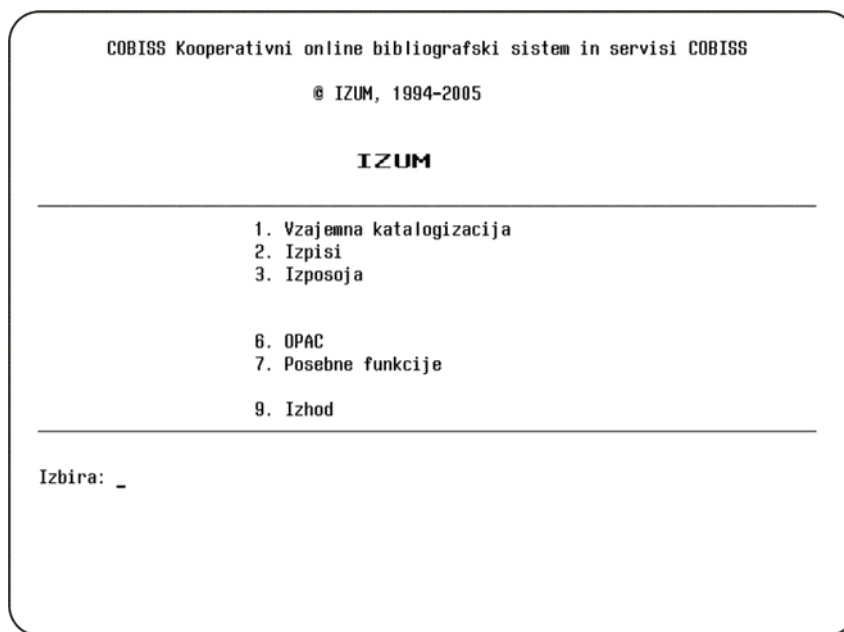 COBISS Kooperativni online bibliografski sistem in servisi COBISS
@ IZUM, 1994-2005
IZUM
1. Vzajemna katalogizacija
2. Izpisi
3. Izposoja
6. OPAC
7. Posebne funkcije
9. Izhod
Izbira: _